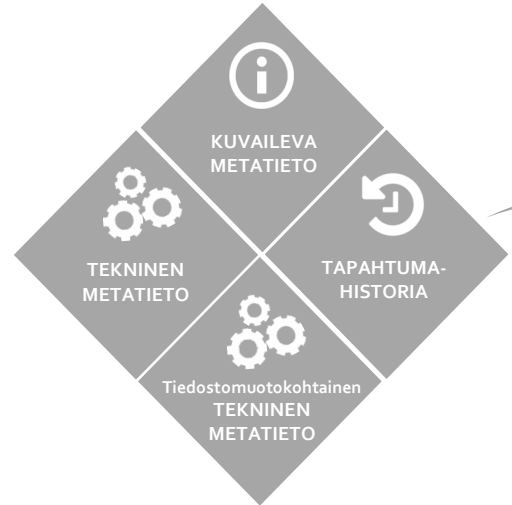 KUVAILEVA
METATIETO
TEKNINEN
METATIETO
TAPAHTUMA-
HISTORIA
Tiedostomuotokohtainen
TEKNINEN
METATIETO